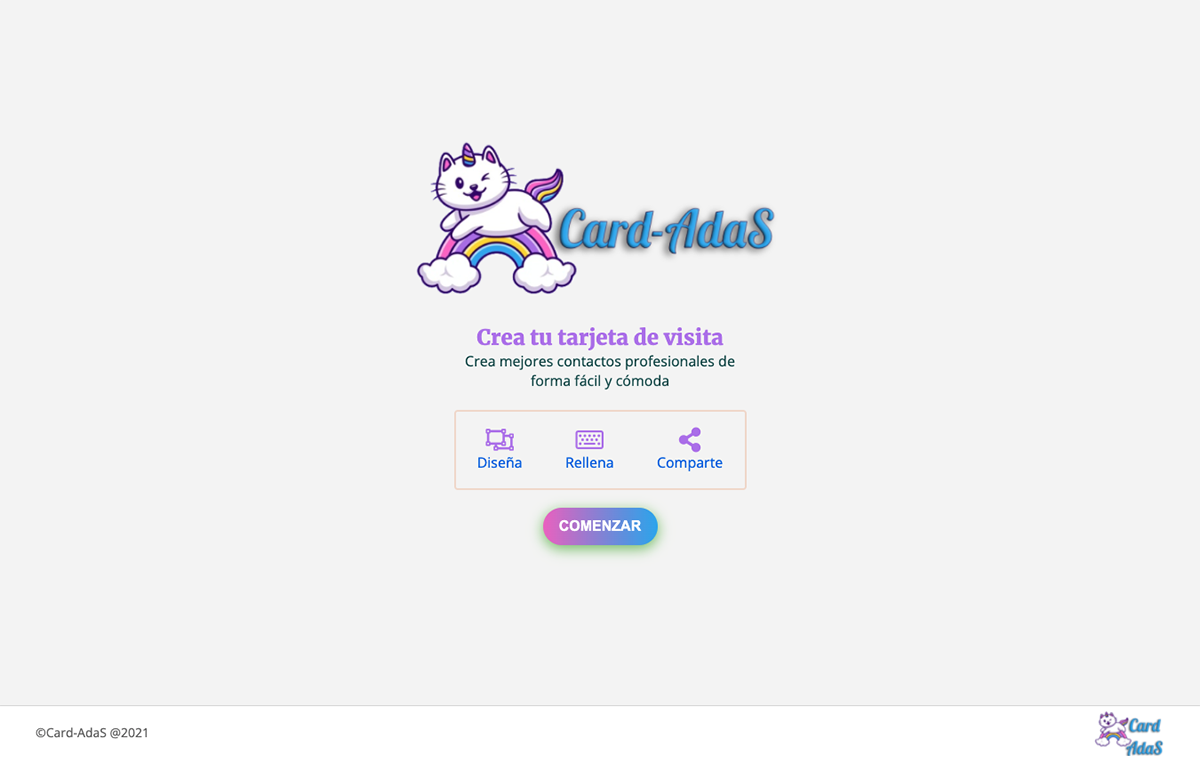 Card-AdaS
Crea tu tarjeta de visita
Crea mejores contactos profesionales de
forma fácil y cómoda
Diseña Rellena Comparte
COMENZAR
©Card-AdaS @2021
Card
AdaS